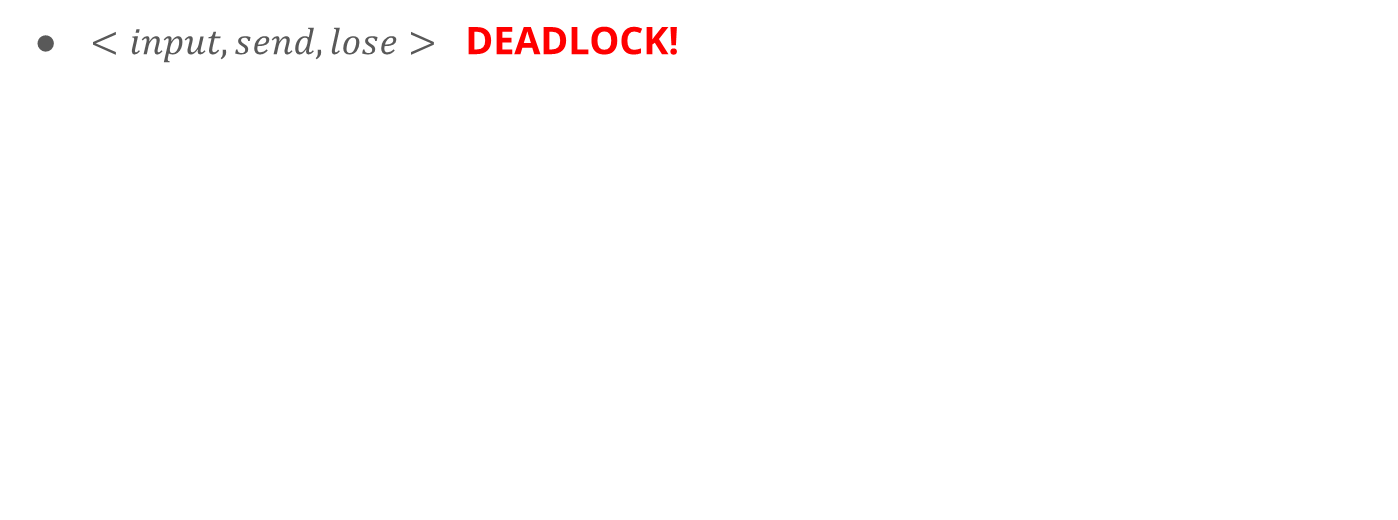 ● < input, send, lose > DEADLOCK!